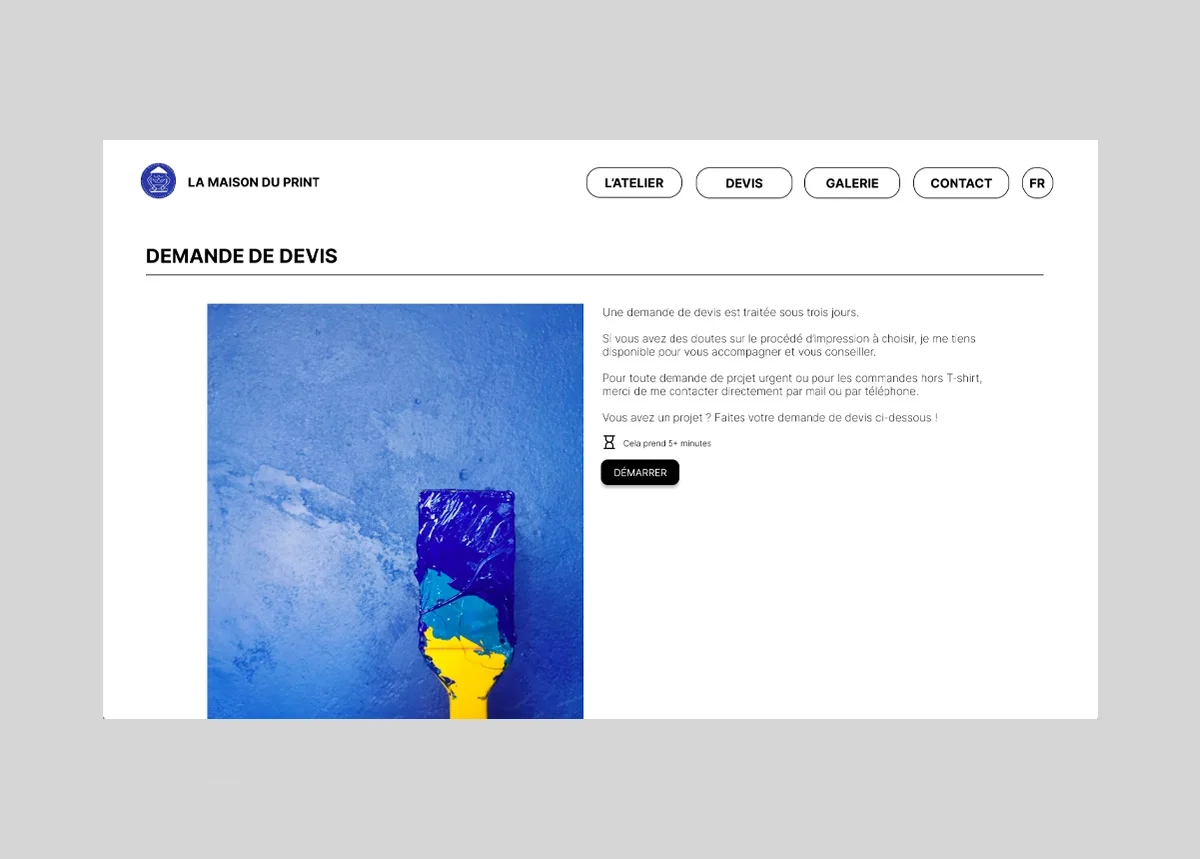 LA MAISON DU PRINT
L'ATELIER
DEVIS
GALERIE
CONTACT
FR
DEMANDE DE DEVIS
Une demande de devis est traitée sous trois jours.
Si vous avez des doutes sur le procédé d'impression à choisir, je me tiens
disponible pour vous accompagner et vous conseiller.
Pour toute demande de projet urgent ou pour les commandes hors T-shirt,
merci de me contacter directement par mail ou par téléphone.
Vous avez un projet ? Faites votre demande de devis ci-dessous !
Cela prend 5+ minutes
DÉMARRER